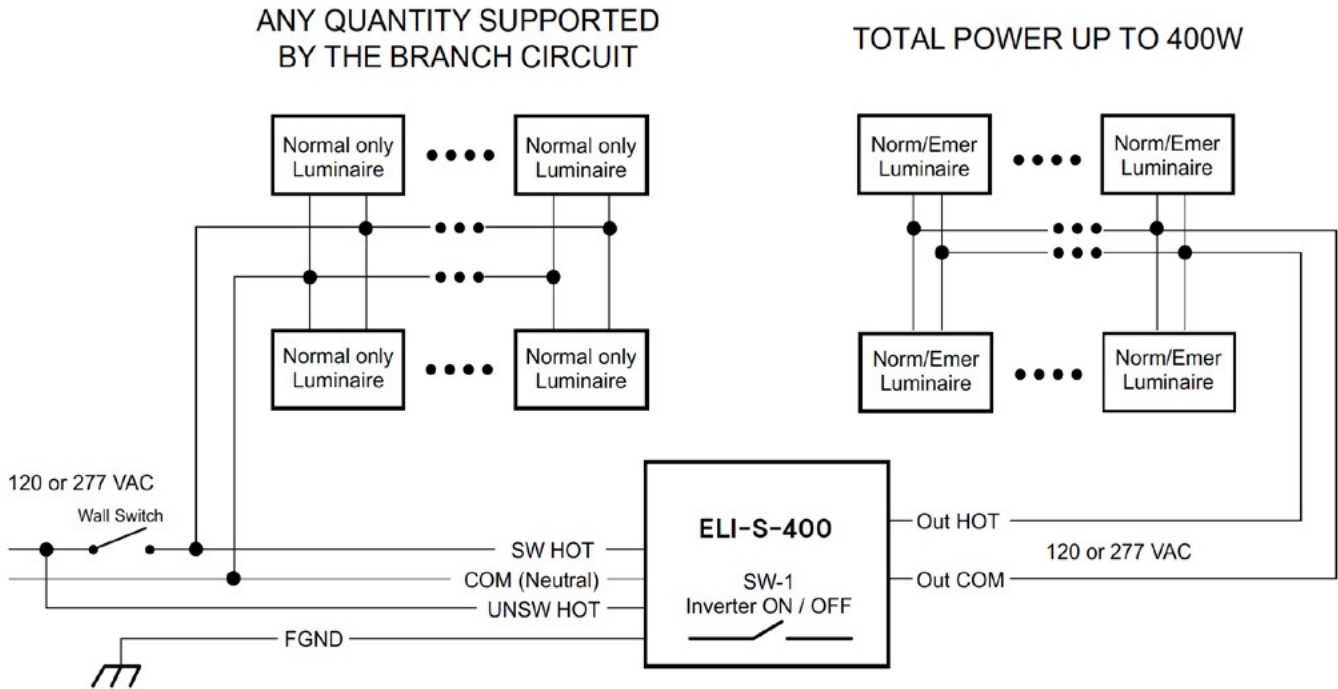 ANY QUANTITY SUPPORTED
BY THE BRANCH CIRCUIT
TOTAL POWER UP TO 400W
Normal only
Luminaire
Normal only
Luminaire
Norm/Emer
Luminaire
Norm/Emer
Luminaire
Normal only
Luminaire
Normal only
Luminaire
Norm/Emer
Luminaire
Norm/Emer
Luminaire
120 or 277 VAC
Wall Switch
SW HOT
COM (Neutral)
UNSW HOT
FGND
ELI-S-400
SW-1
Inverter ON / OFF
Out HOT
120 or 277 VAC
Out COM